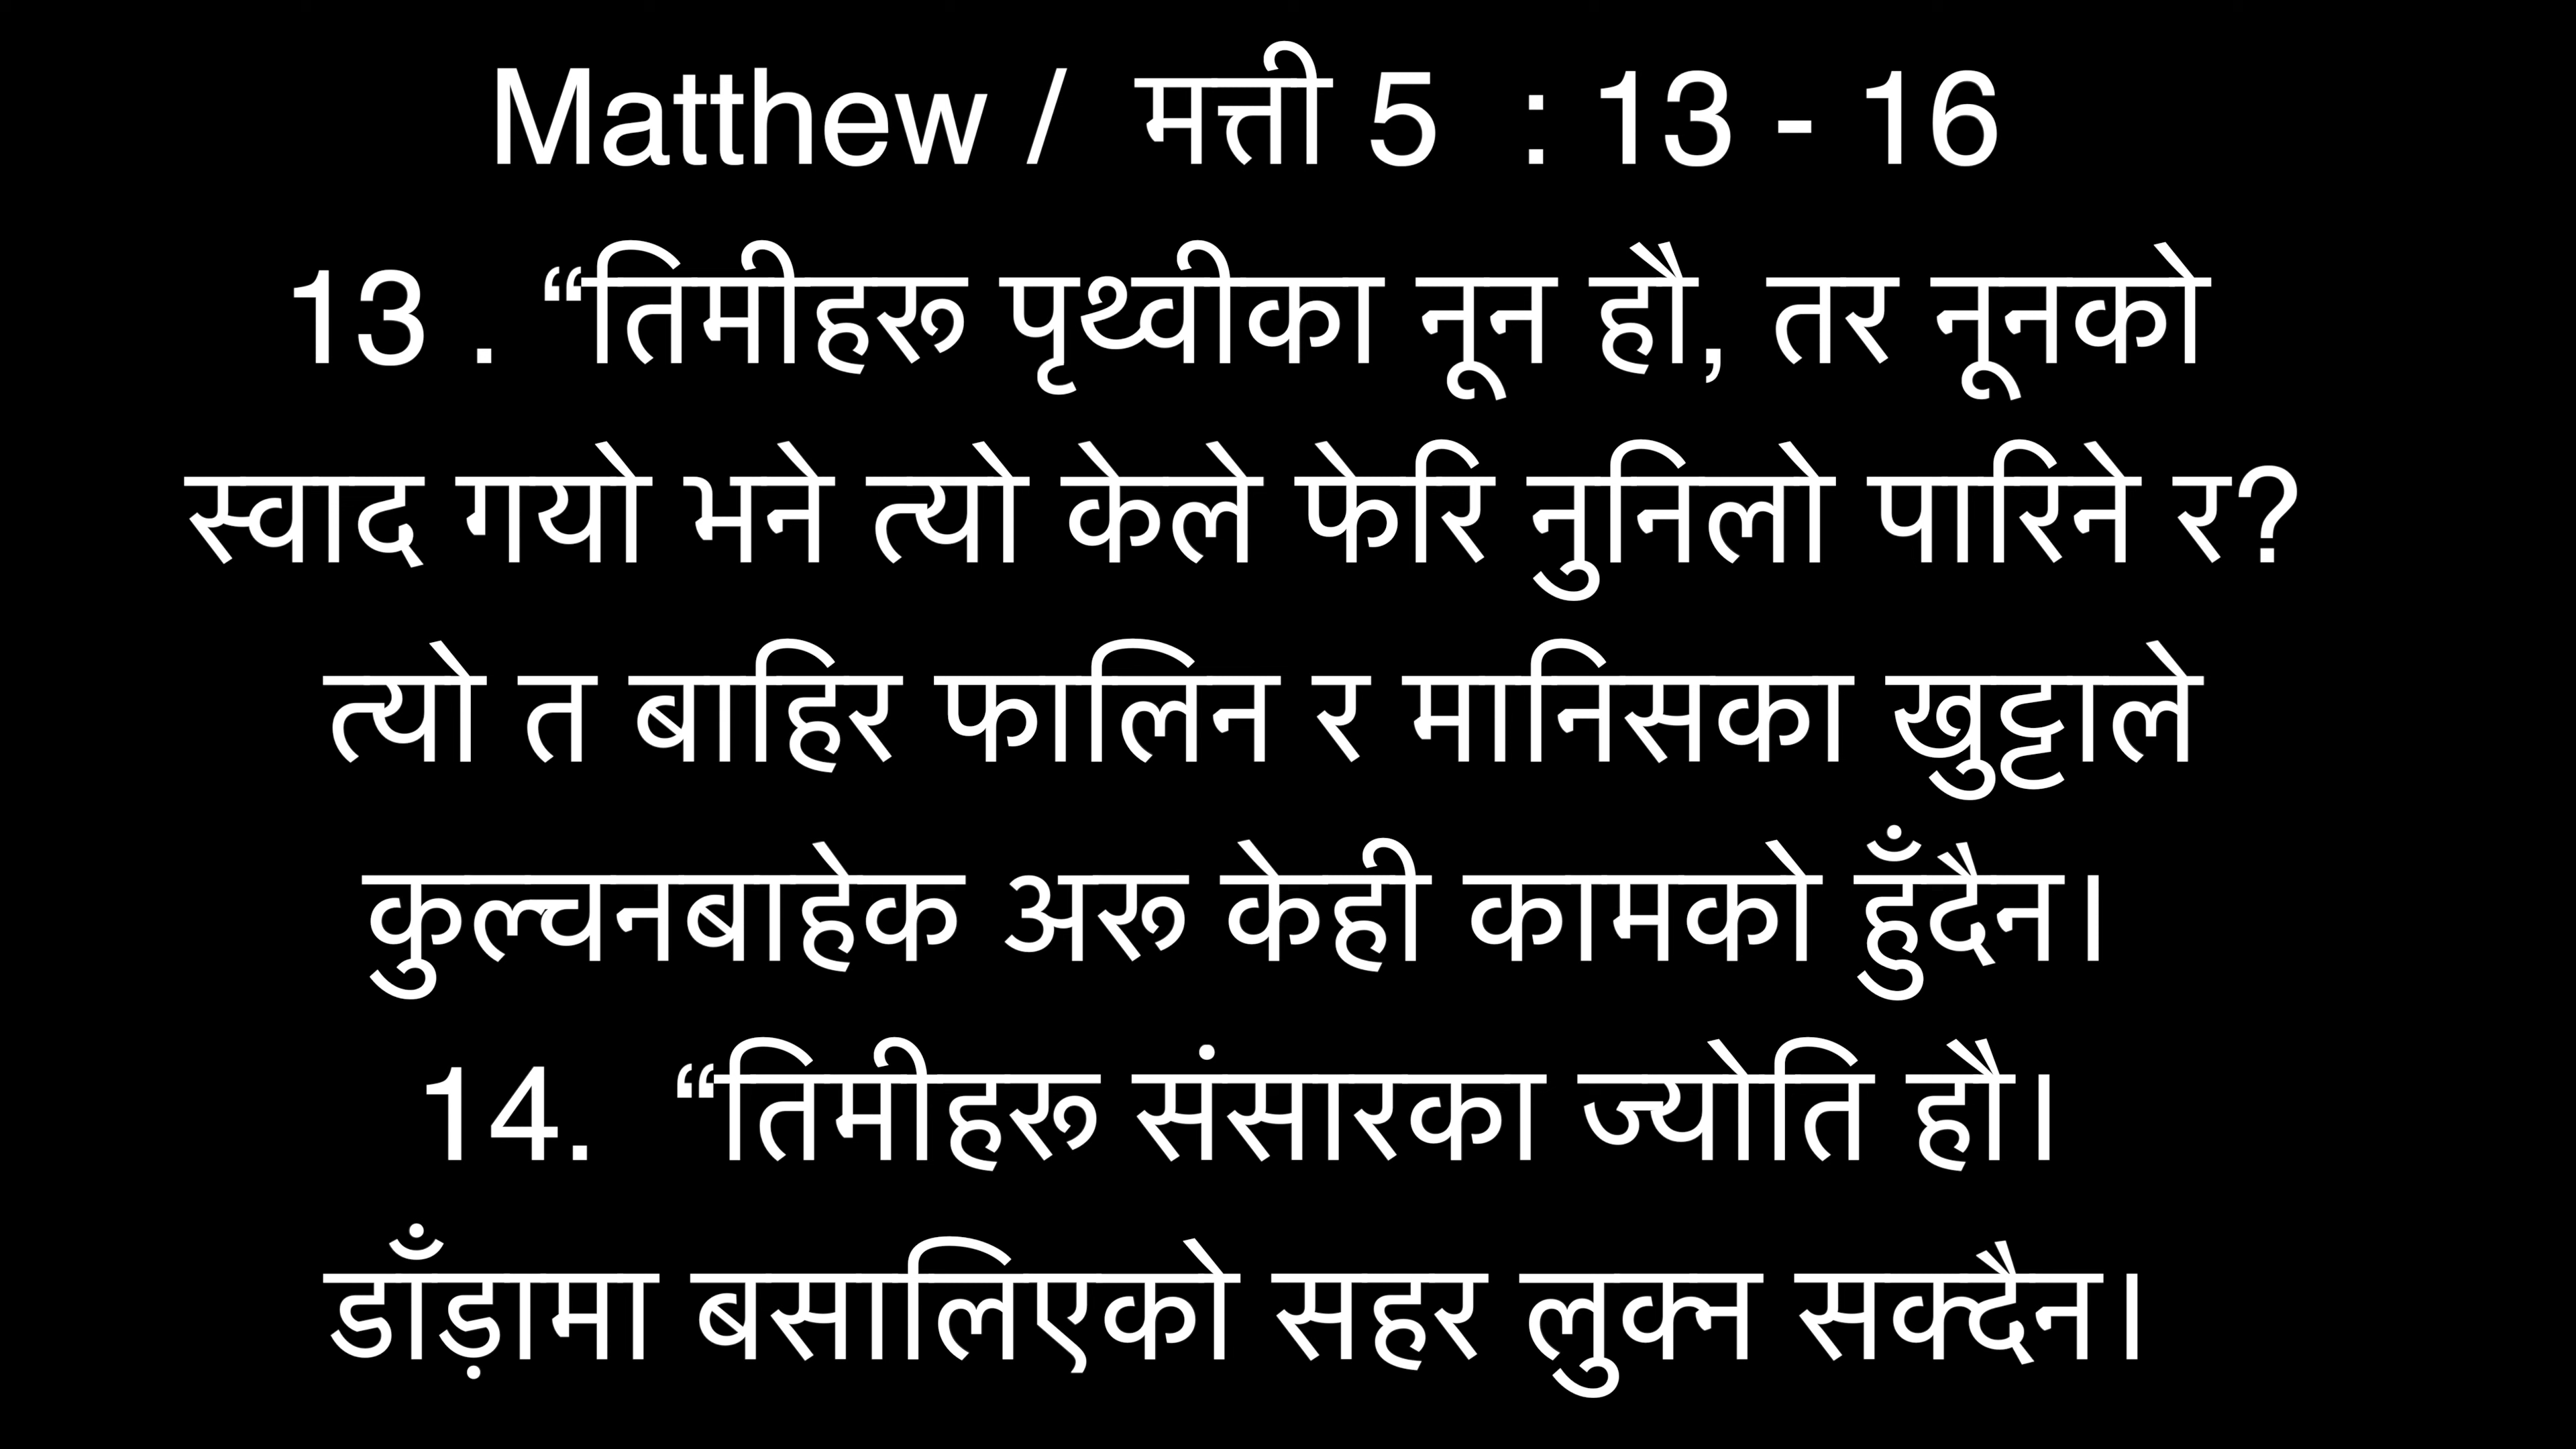 Matthew / मत्ती 5 : 13 - 16
13 . “तिमीहरू पृथ्वीका नून हौ, तर नूनको
स्वाद गयो भने त्यो केले फेरि नुनिलो पारिने र?
त्यो त बाहिर फालिन र मानिसका खुट्टाले
कुल्चनबाहेक अरू केही कामको हुँदैन।
14. “तिमीहरू संसारका ज्योति हौ।
डाँड़ामा बसालिएको सहर लुक्न सक्दैन।